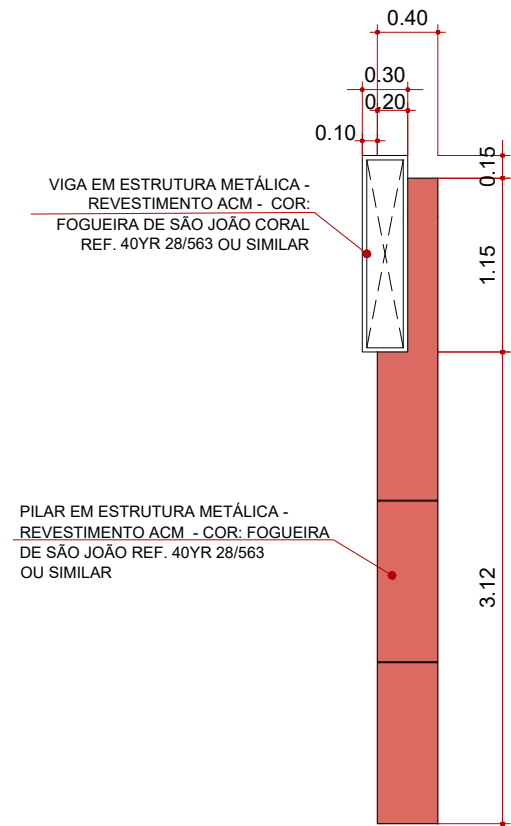 0.40
0.30
0.20
0.10
0.15
VIGA EM ESTRUTURA METÁLICA -
REVESTIMENTO ACM - COR:
FOGUEIRA DE SÃO JOÃO CORAL
REF. 40YR 28/563 OU SIMILAR
1.15
PILAR EM ESTRUTURA METÁLICA -
REVESTIMENTO ACM - COR: FOGUEIRA
DE SÃO JOÃO REF. 40YR 28/563
OU SIMILAR
3.12